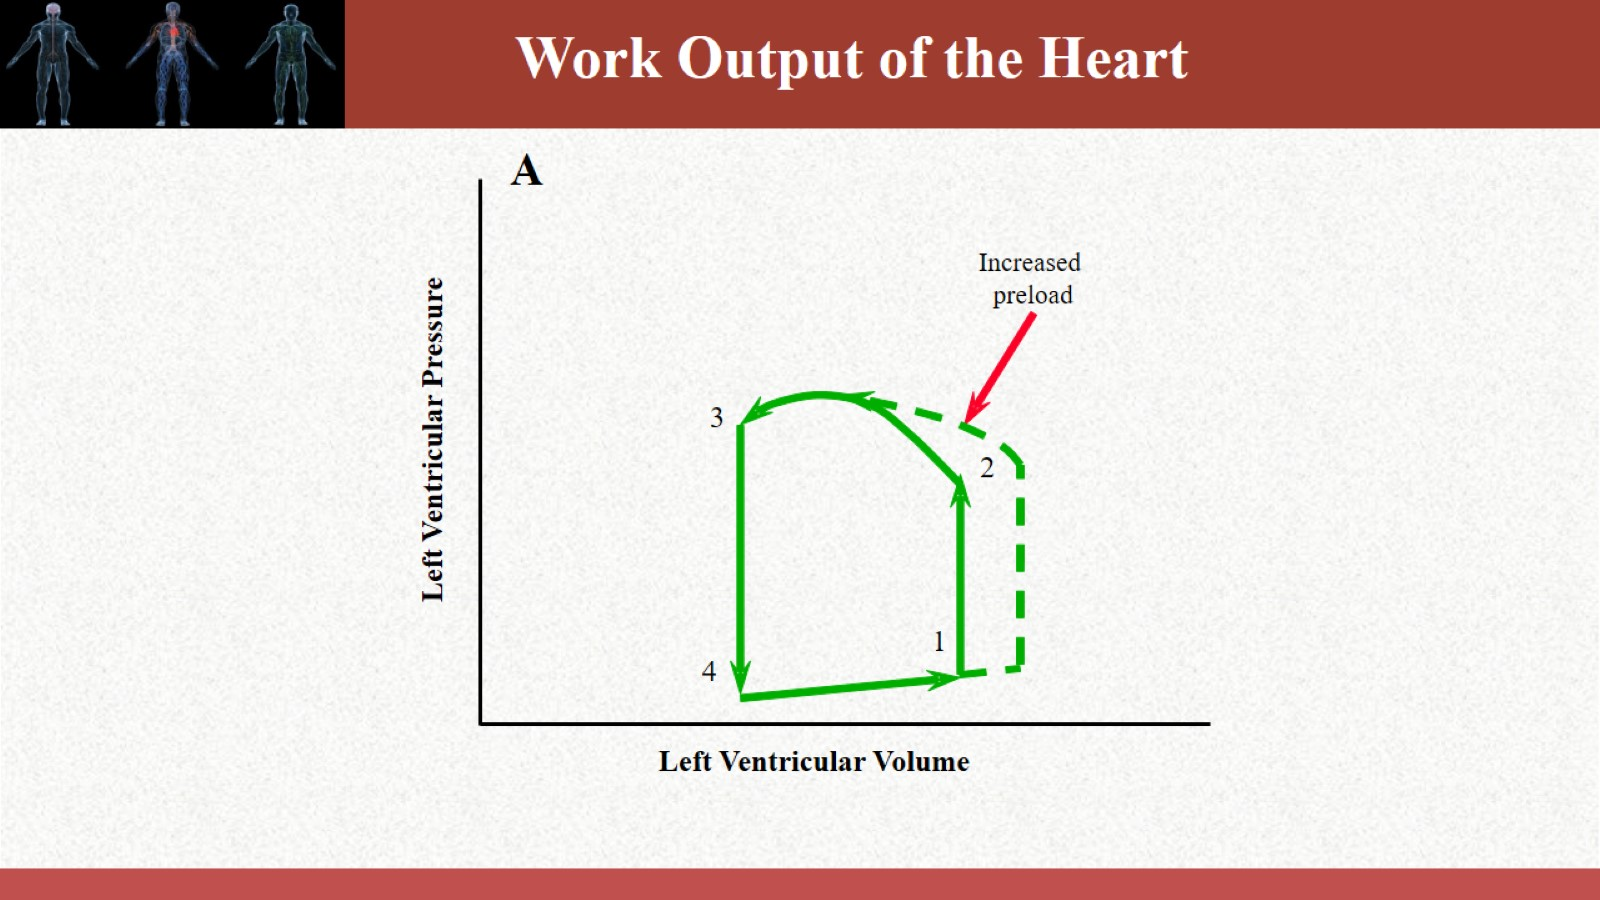 Work Output of the Heart
A
Increased
preload
Left Ventricular Pressure
3
2
1
4
Left Ventricular Volume